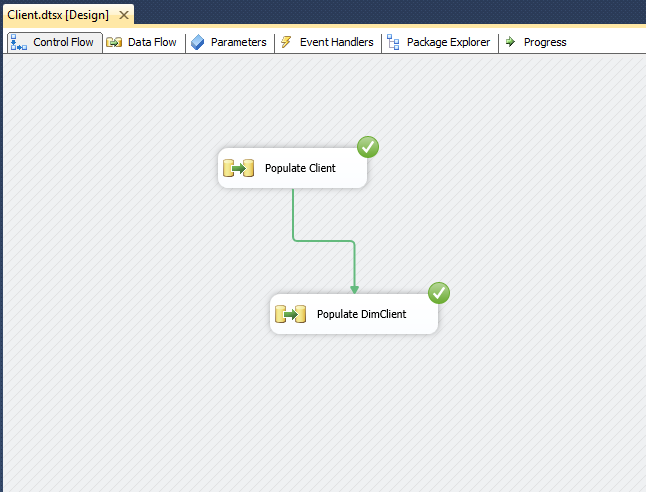 Client.dtsx [Design]
Control Flow Data Flow Parameters Event Handlers Package Explorer Progress
Populate Client
Populate DimClient